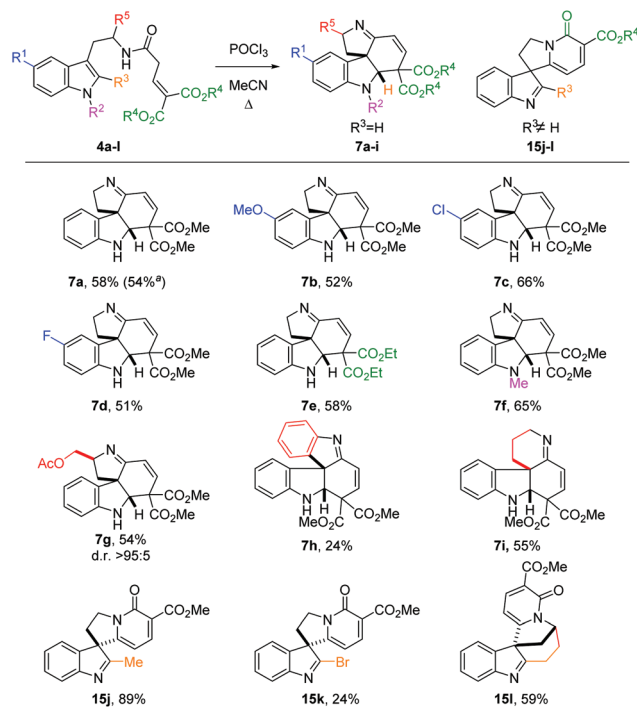 R⁵
R¹
NH
O
R³
N
R²
CO₂R⁴
R⁴O₂C
4a-l
POCl₃
MeCN
Δ
R⁵
N
R¹
CO₂R⁴
CO₂R⁴
N H
R²
R³=H
7a-i
O
N
CO₂R⁴
R³
N
R³≠ H
15j-l
N
CO₂Me
CO₂Me
N H
H
7a, 58% (54%ᵃ)
N
MeO
CO₂Me
CO₂Me
N H
H
7b, 52%
N
Cl
CO₂Me
CO₂Me
N H
H
7c, 66%
N
F
CO₂Me
CO₂Me
N H
H
7d, 51%
N
CO₂Et
CO₂Et
N H
H
7e, 58%
N
CO₂Me
CO₂Me
N H
Me
7f, 65%
AcO
N
CO₂Me
CO₂Me
N H
H
7g, 54%
d.r. >95:5
N
NH H
MeO₂C CO₂Me
7h, 24%
N
NH H
MeO₂C CO₂Me
7i, 55%
O
N
CO₂Me
Me
N
15j, 89%
O
N
CO₂Me
Br
N
15k, 24%
CO₂Me
O
N
N
15l, 59%